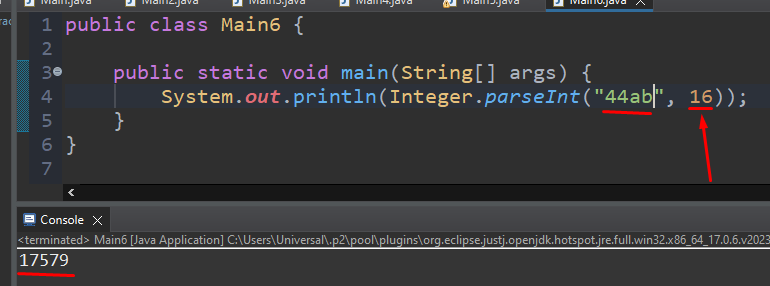 Main.java Main2.java Main3.java Main4.java Main5.java Main6.java
1 public class Main6 {
2
3 public static void main(String[] args) {
4 System.out.println(Integer.parseInt("44ab", 16));
5 }
6 }
7
Console
<terminated> Main6 [Java Application] C:\Users\Universal\.p2\pool\plugins\org.eclipse.justj.openjdk.hotspot.jre.full.win32.x86_64_17.0.6.v2023
17579